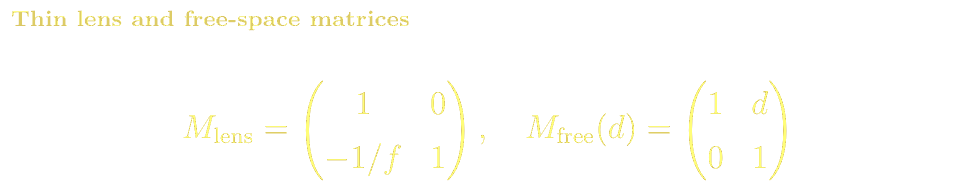 Thin lens and free-space matrices
M_lens = ( 1 0 ; −1/f 1 ) , M_free(d) = ( 1 d ; 0 1 )